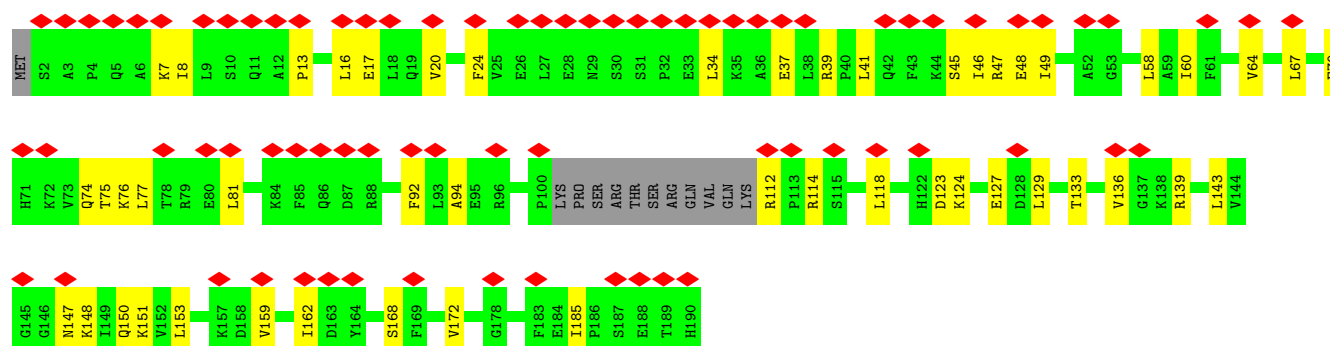 MET S2 A3 P4 Q5 A6 K7 I8 L9 S10 Q11 A12 P13 L16 E17 L18 Q19 V20 F24 V25 E26 L27 E28 N29 S30 S31 P32 E33 L34 K35 A36 E37 L38 R39 P40 L41 Q42 F43 K44 S45 I46 R47 E48 I49 A52 G53 L58 A59 I60 F61 V64 L67
H71 K72 V73 Q74 T75 K76 L77 T78 R79 E80 L81 K84 F85 Q86 D87 R88 F92 L93 A94 E95 R96 P100 LYS PRO SER ARG THR SER ARG GLN VAL GLN LYS R112 P113 R114 S115 L118 H122 D123 K124 E127 D128 L129 T133 V136 G137 K138 R139 L143 V144
G145 G146 N147 K148 I149 Q150 K151 V152 L153 K157 D158 V159 I162 D163 Y164 S168 F169 V172 G178 F183 E184 I185 P186 S187 E188 T189 H190